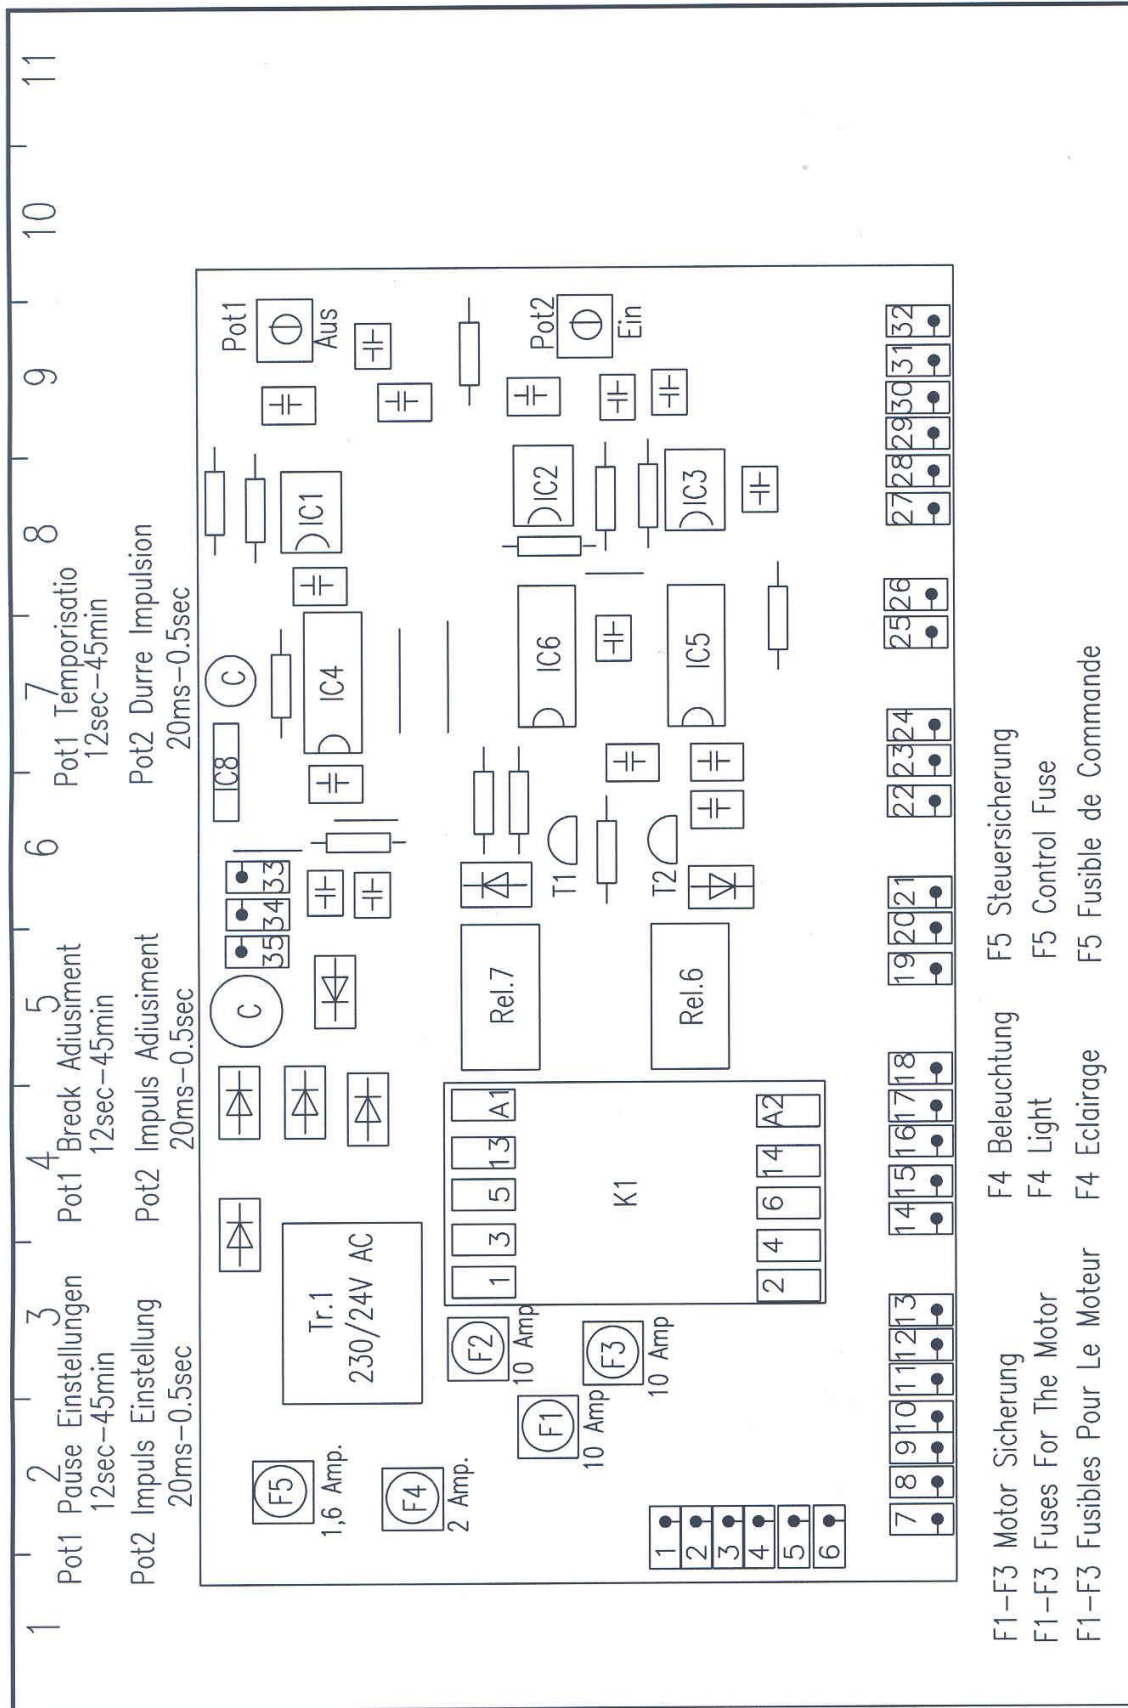 1 2 3 4 5 6 7 8 9 10 11
Pot1 Pause Einstellungen
12sec-45min
Pot2 Impuls Einstellung
20ms-0.5sec
Pot1 Break Adiusiment
12sec-45min
Pot2 Impuls Adiusiment
20ms-0.5sec
Pot1 Temporisatio
12sec-45min
Pot2 Durre Impulsion
20ms-0.5sec
F5
1,6 Amp.
F4
2 Amp.
Tr.1
230/24V AC
F2
10 Amp
F1
10 Amp
F3
10 Amp
1 3 5 13 A1
K1
2 4 6 14 A2
C
35 34 33
C8
C
IC4
IC1
Pot1
Aus
Rel.7
Rel.6
T1
T2
IC6
IC5
IC2
IC3
Pot2
Ein
1
2
3
4
5
6
7 8 9 10 11 12 13 14 15 16 17 18 19 20 21 22 23 24 25 26 27 28 29 30 31 32
F1-F3 Motor Sicherung
F1-F3 Fuses For The Motor
F1-F3 Fusibles Pour Le Moteur
F4 Beleuchtung
F4 Light
F4 Eclairage
F5 Steuersicherung
F5 Control Fuse
F5 Fusible de Commande